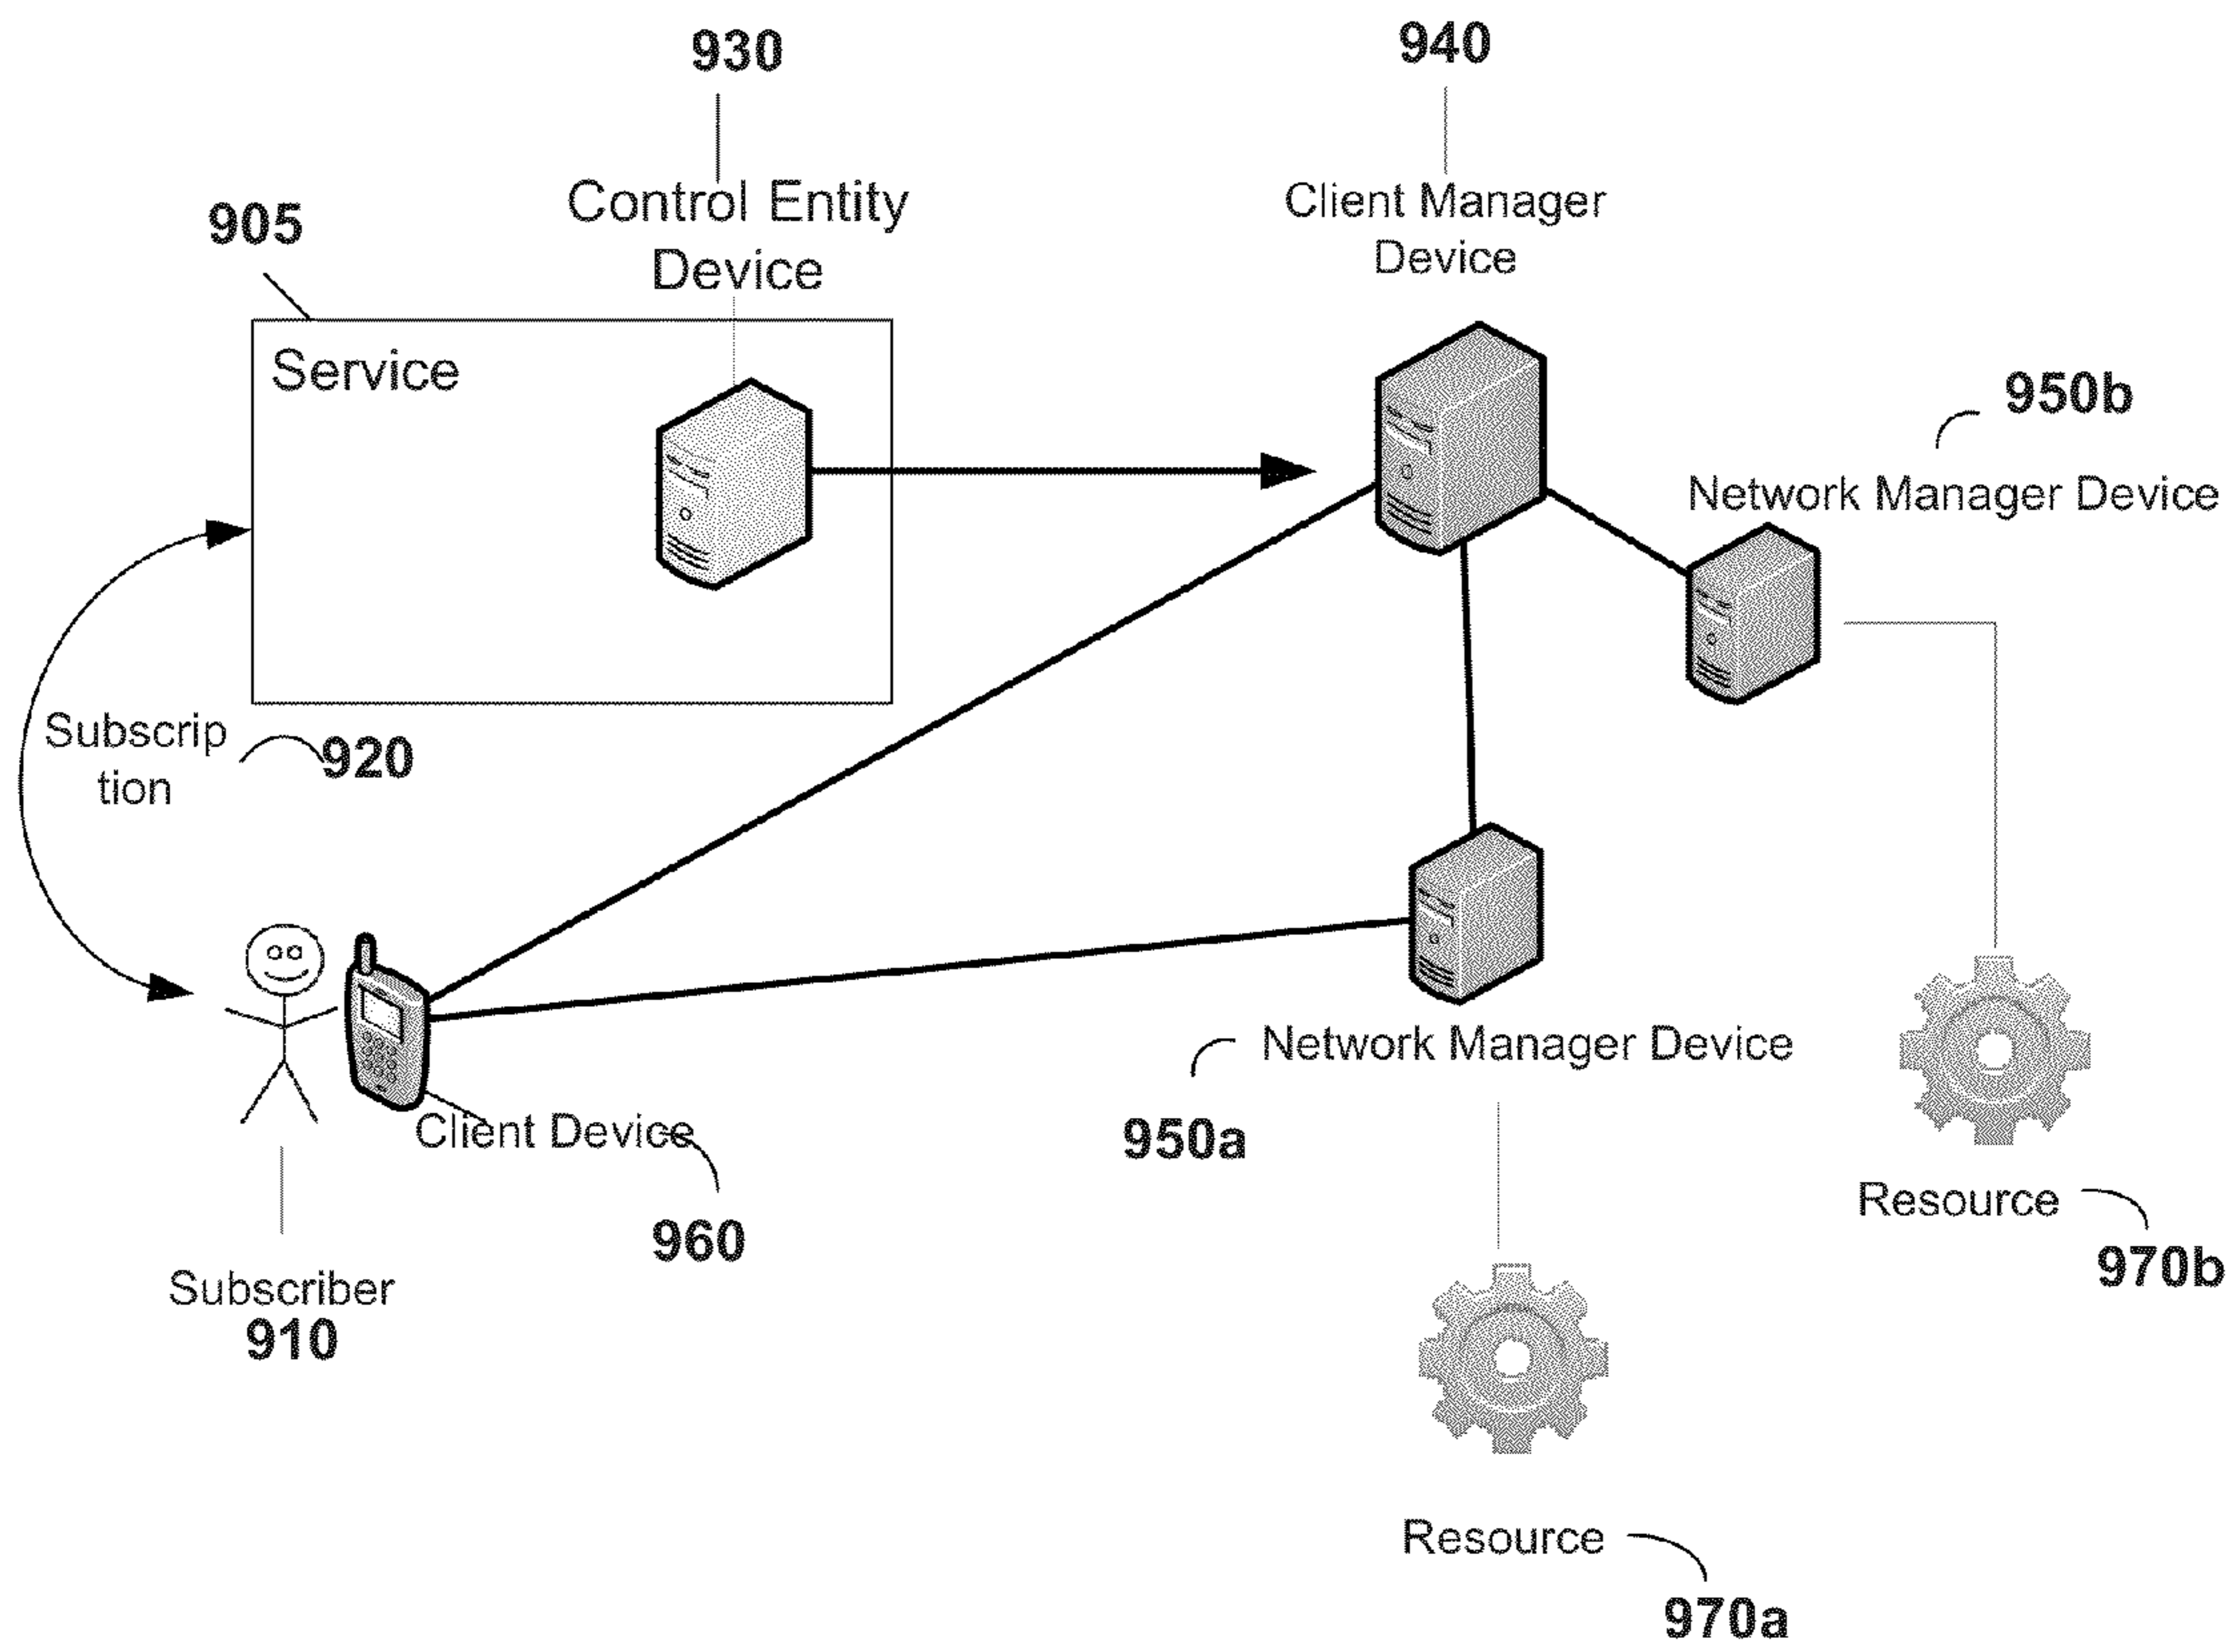 930
940
Control Entity
Device
Client Manager
Device
905
Service
950b
Network Manager Device
Subscrip
tion
920
Network Manager Device
950a
Client Device
960
Subscriber
910
Resource
970b
Resource
970a